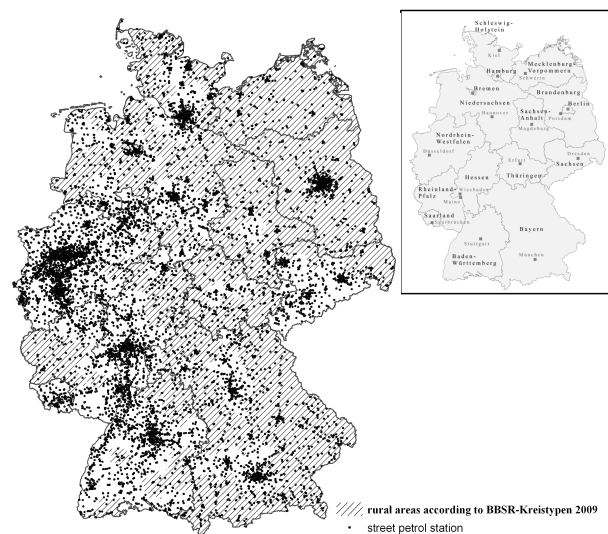 Schleswig-
Holstein
Kiel
Mecklenburg-
Vorpommern
Hamburg
Schwerin
Bremen
Brandenburg
Niedersachsen
Berlin
Hannover
Sachsen-
Anhalt
Potsdam
Magdeburg
Nordrhein-
Westfalen
Düsseldorf
Dresden
Erfurt
Sachsen
Hessen
Thüringen
Rheinland-
Pfalz
Wiesbaden
Mainz
Saarland
Saarbrücken
Bayern
Stuttgart
Baden-
Württemberg
München
rural areas according to BBSR-Kreistypen 2009
street petrol station